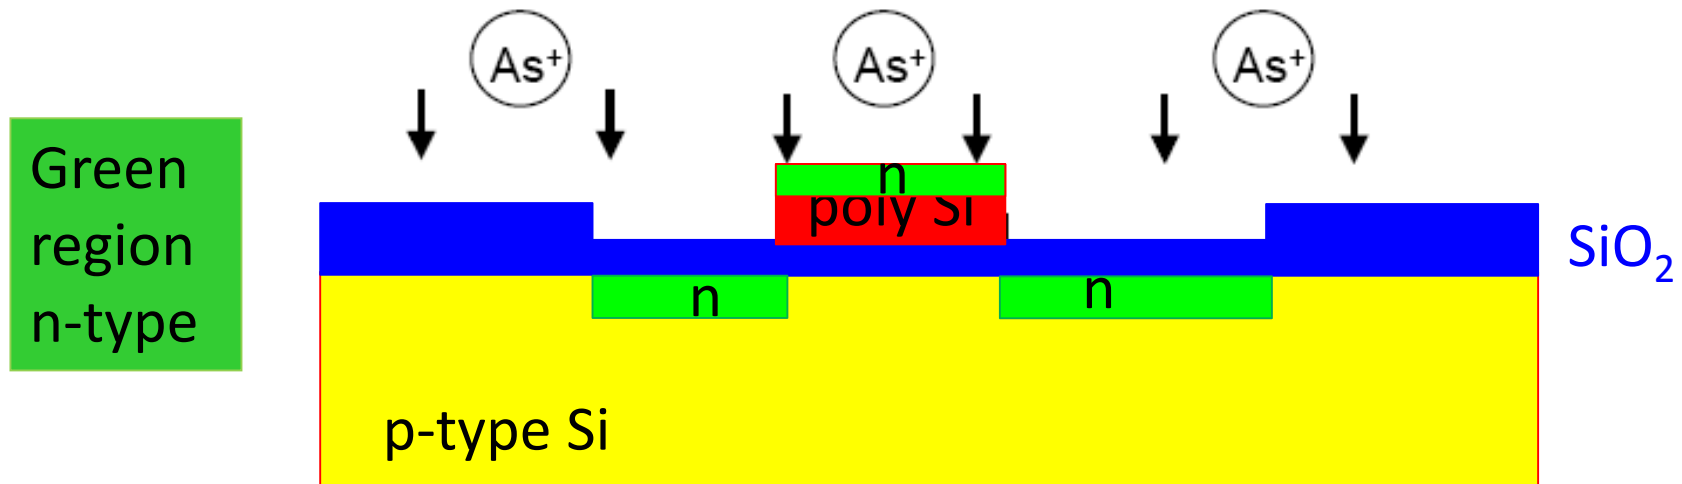 As⁺
As⁺
As⁺
Green
region
n-type
n
poly Si
SiO₂
n
n
p-type Si